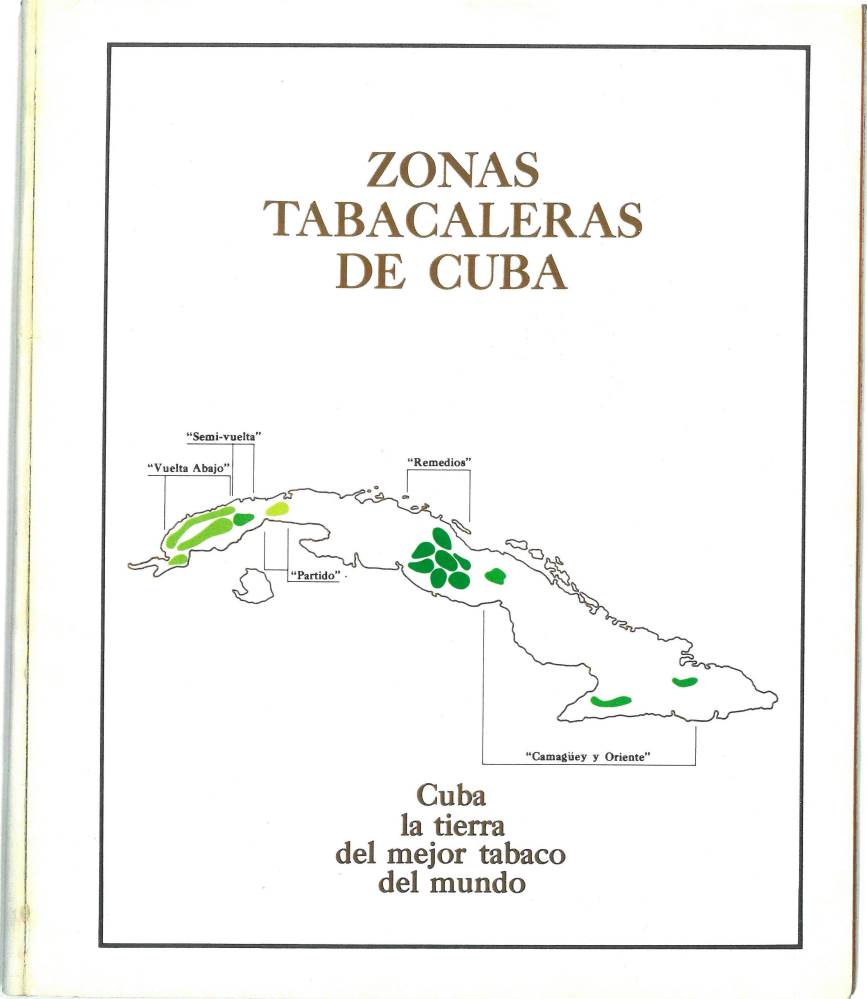 ZONAS
TABACALERAS
DE CUBA
“Semi-vuelta”
“Vuelta Abajo”
“Remedios”
“Partido”
“Camagüey y Oriente”
Cuba
la tierra
del mejor tabaco
del mundo